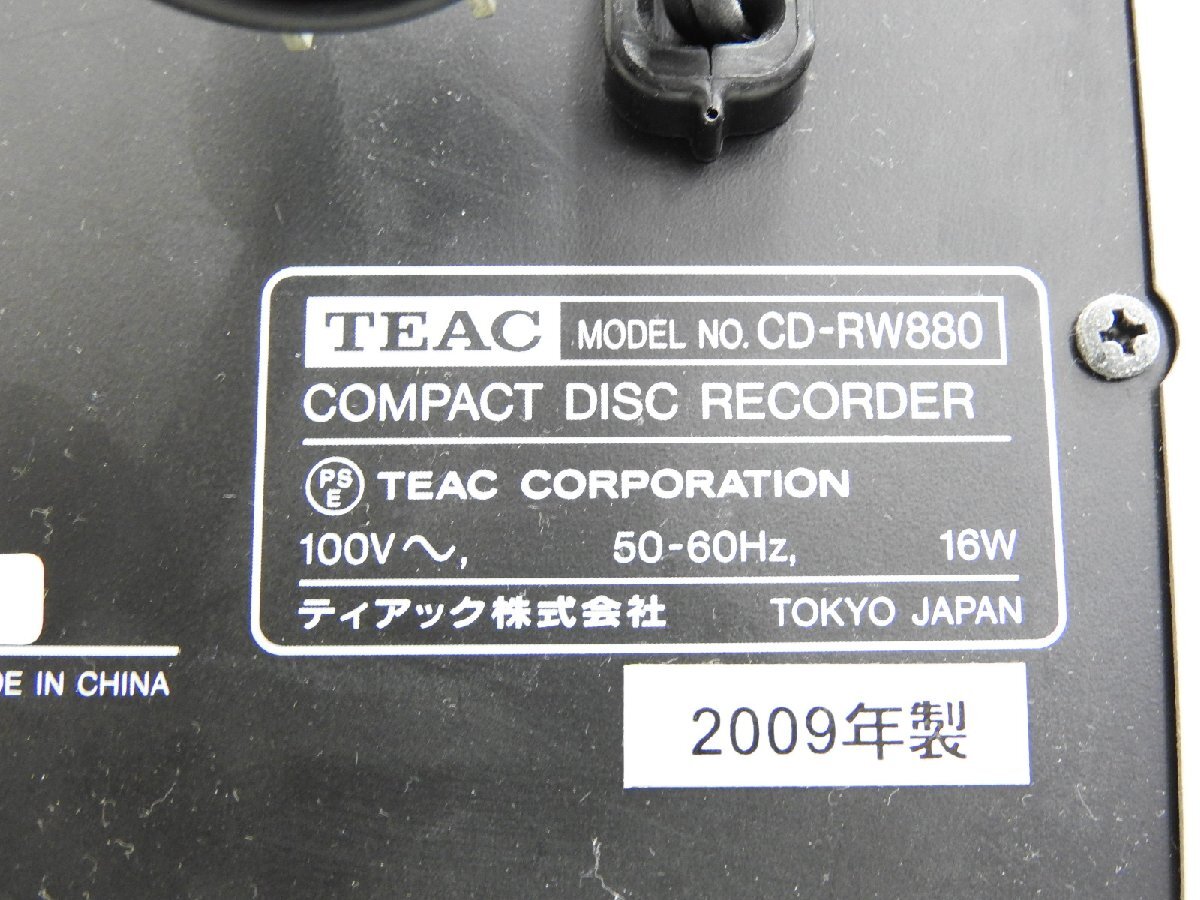 TEAC MODEL NO. CD-RW880
COMPACT DISC RECORDER
PS
E TEAC CORPORATION
100V～, 50-60Hz, 16W
ティアック株式会社 TOKYO JAPAN
IN CHINA
2009年製